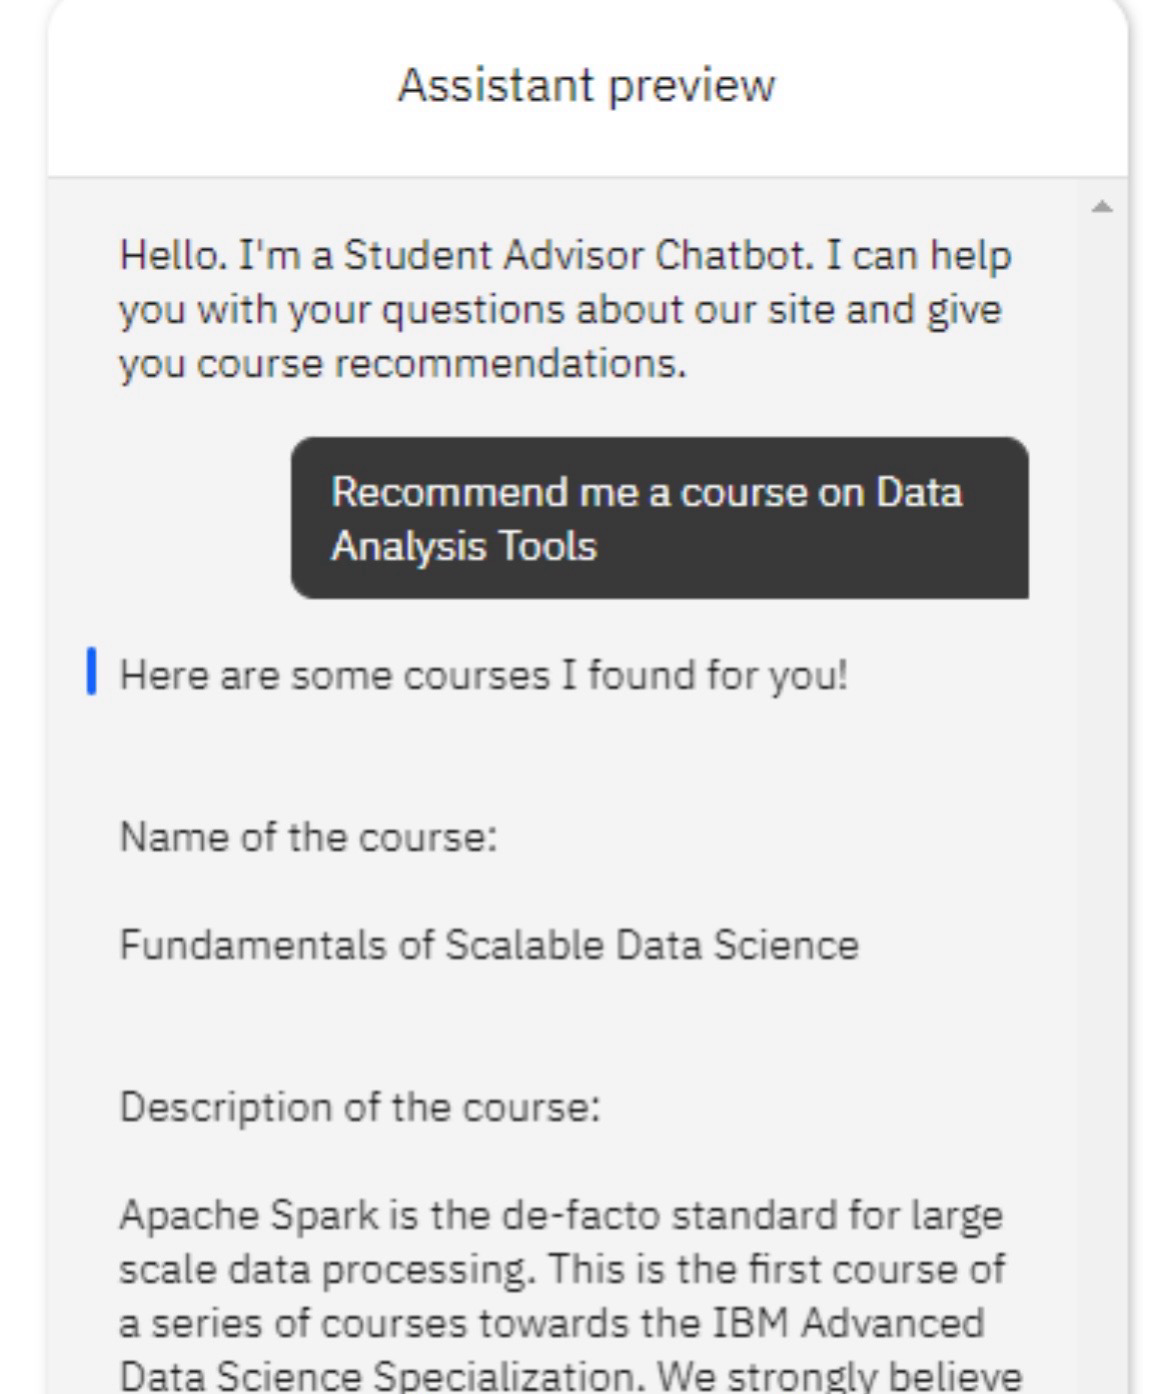 Assistant preview
Hello. I'm a Student Advisor Chatbot. I can help
you with your questions about our site and give
you course recommendations.
Recommend me a course on Data
Analysis Tools
Here are some courses I found for you!
Name of the course:
Fundamentals of Scalable Data Science
Description of the course:
Apache Spark is the de-facto standard for large
scale data processing. This is the first course of
a series of courses towards the IBM Advanced
Data Science Specialization. We strongly believe